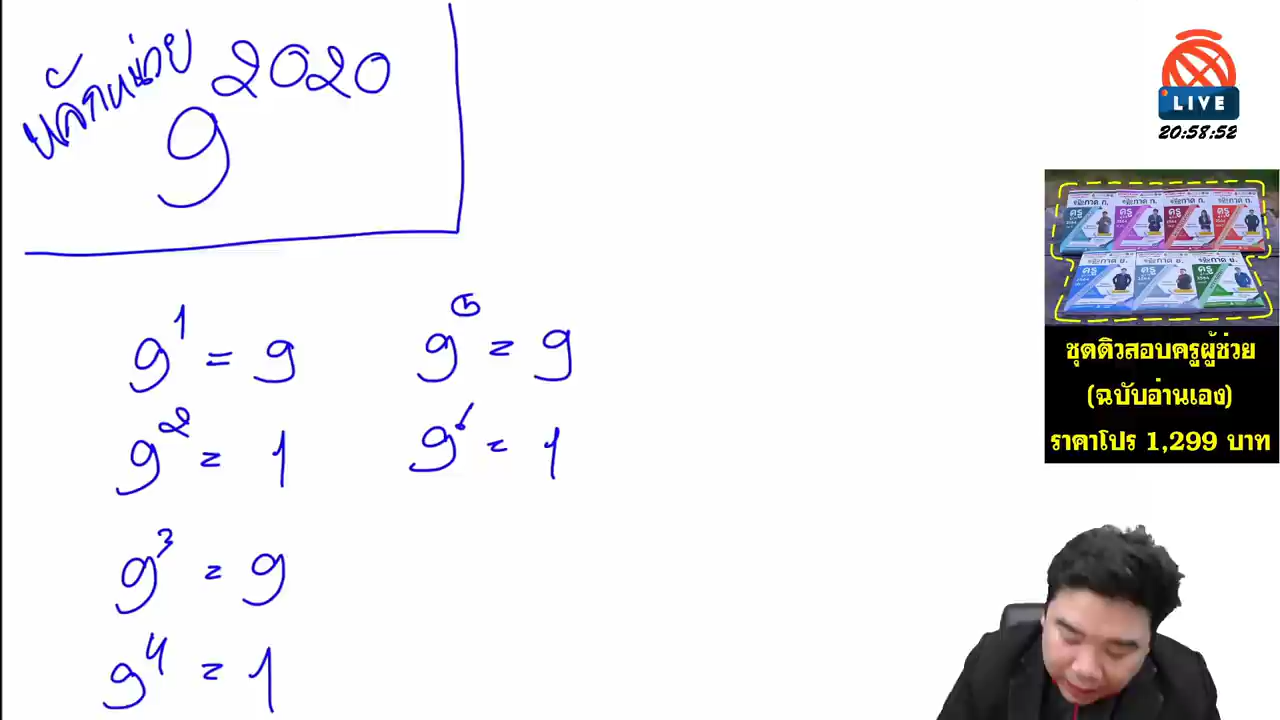 หลักหน่วย
9^2020
9^1 = 9
9^2 = 1
9^3 = 9
9^4 = 1
9^5 = 9
9^6 = 1
LIVE
20:58:52
ชุดติวสอบครูผู้ช่วย
(ฉบับอ่านเอง)
ราคาโปร 1,299 บาท